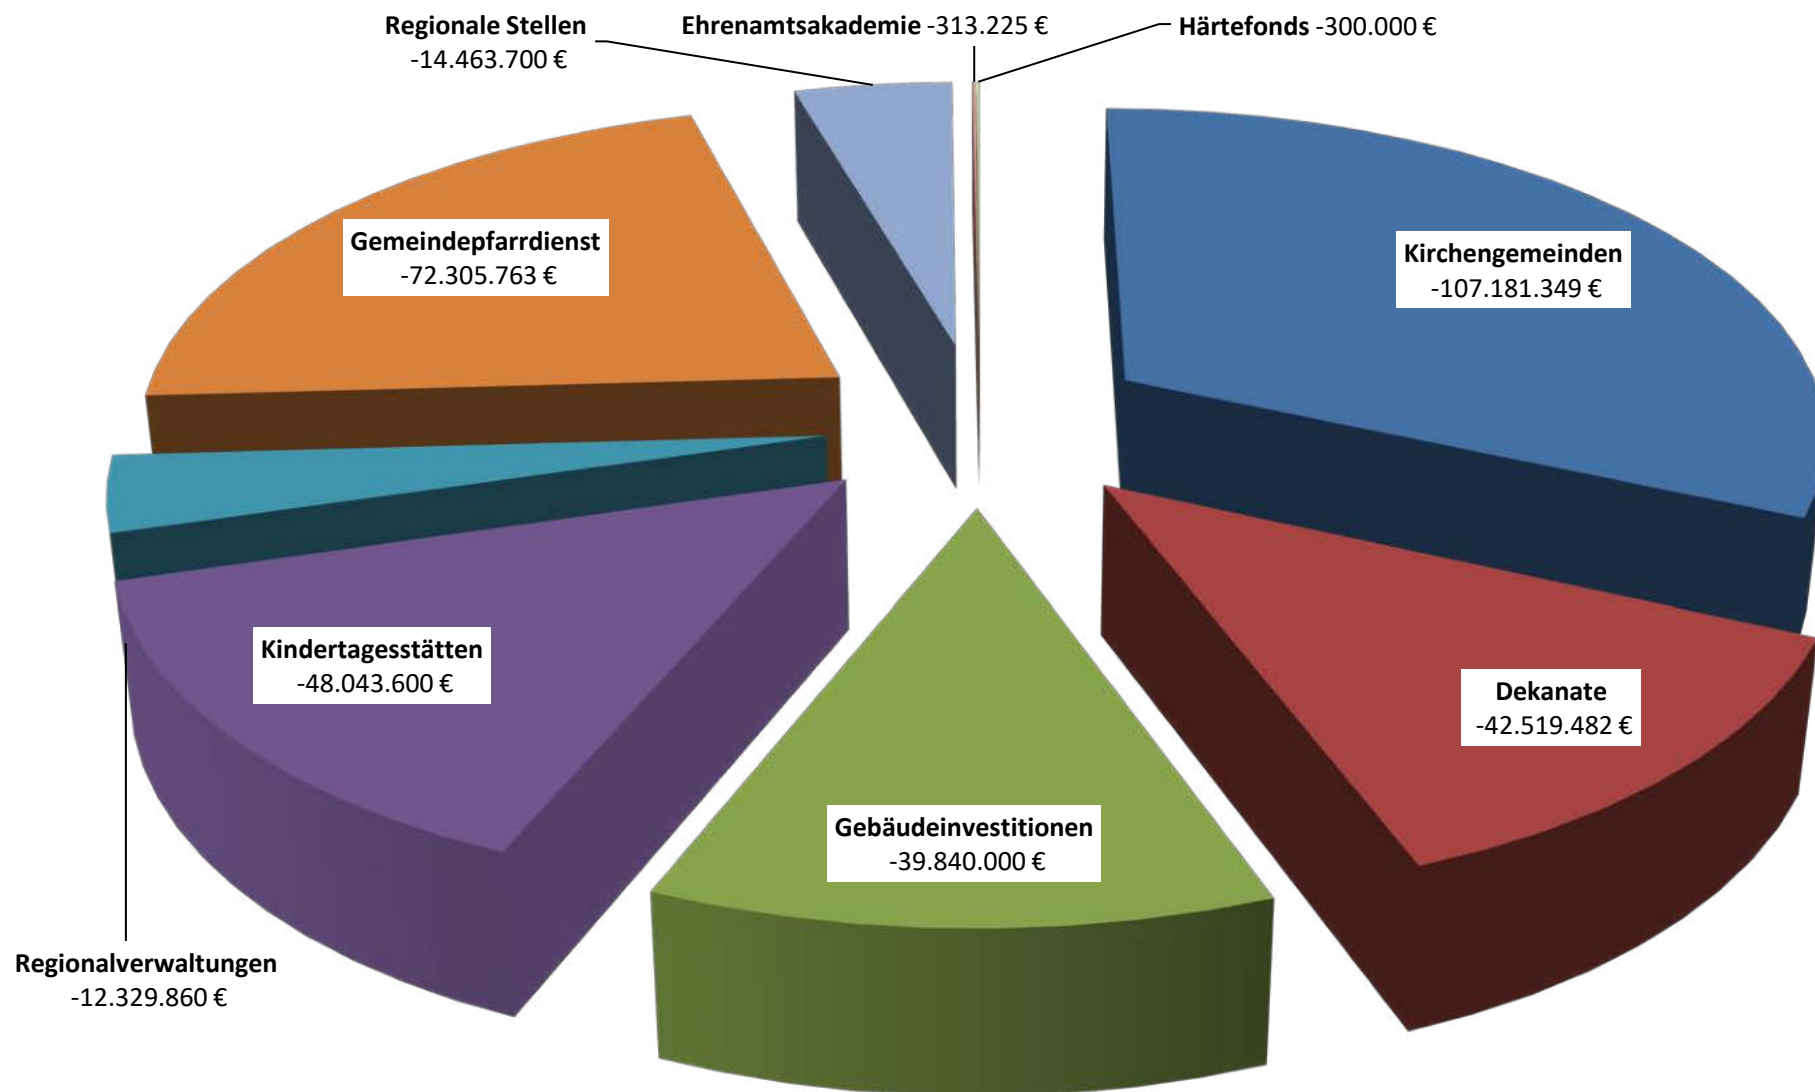 Regionale Stellen
-14.463.700 €
Ehrenamtsakademie -313.225 €
Härtefonds -300.000 €
Gemeindepfarrdienst
-72.305.763 €
Kirchengemeinden
-107.181.349 €
Kindertagesstätten
-48.043.600 €
Dekanate
-42.519.482 €
Gebäudeinvestitionen
-39.840.000 €
Regionalverwaltungen
-12.329.860 €